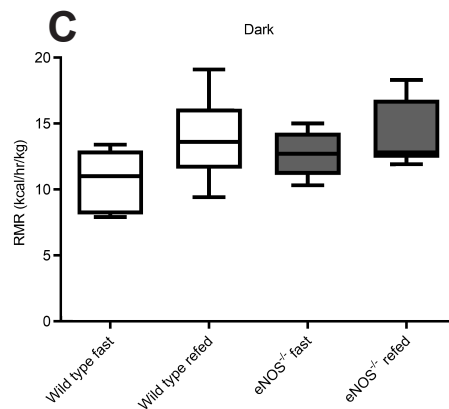 C
Dark
RMR (kcal/hr/kg)
20
15
10
5
0
Wild type fast
Wild type refed
eNOS⁻/⁻ fast
eNOS⁻/⁻ refed